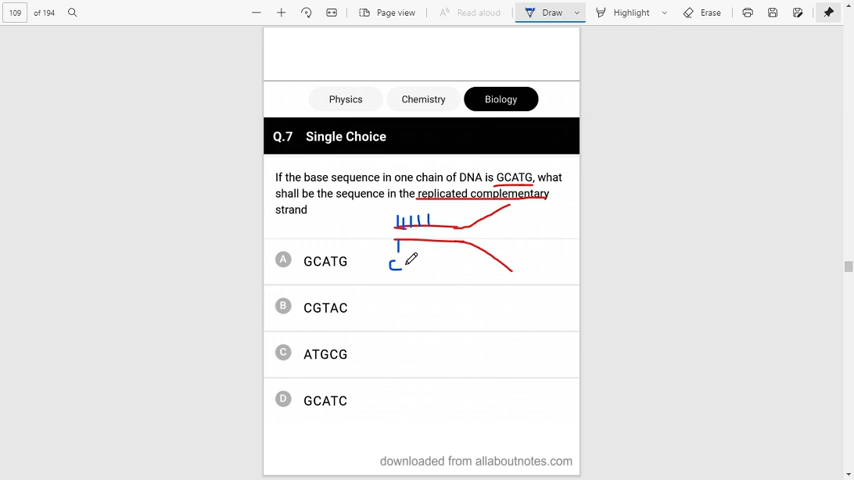 109 of 194 Page view Read aloud Draw Highlight Erase
Physics Chemistry Biology
Q.7 Single Choice
If the base sequence in one chain of DNA is GCATG, what
shall be the sequence in the replicated complementary
strand
A GCATG
C
B CGTAC
C ATGCG
D GCATC
downloaded from allaboutnotes.com